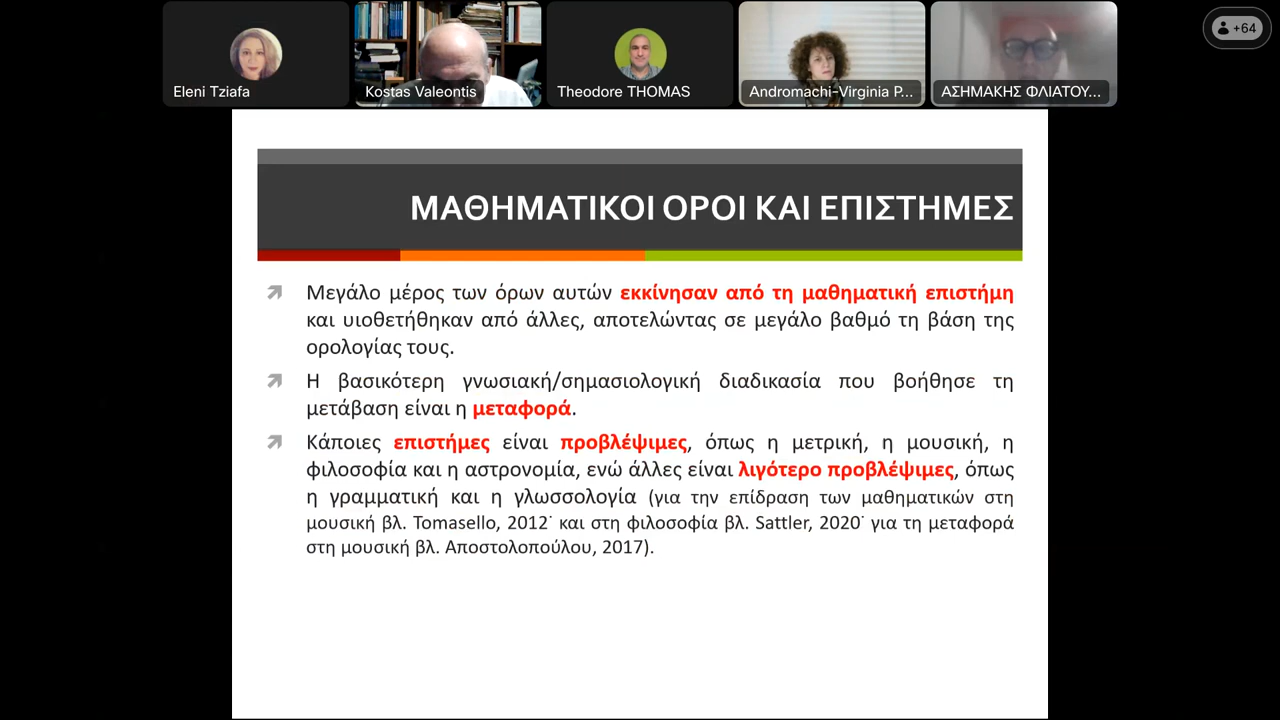 +64
Eleni Tziafa
Kostas Valeontis
Theodore THOMAS
Andromachi-Virginia P...
ΑΣΗΜΑΚΗΣ ΦΛΙΑΤΟΥ...
ΜΑΘΗΜΑΤΙΚΟΙ ΟΡΟΙ ΚΑΙ ΕΠΙΣΤΗΜΕΣ
Μεγάλο μέρος των όρων αυτών εκκίνησαν από τη μαθηματική επιστήμη
και υιοθετήθηκαν από άλλες, αποτελώντας σε μεγάλο βαθμό τη βάση της
ορολογίας τους.
Η βασικότερη γνωσιακή/σημασιολογική διαδικασία που βοήθησε τη
μετάβαση είναι η μεταφορά.
Κάποιες επιστήμες είναι προβλέψιμες, όπως η μετρική, η μουσική, η
φιλοσοφία και η αστρονομία, ενώ άλλες είναι λιγότερο προβλέψιμες, όπως
η γραμματική και η γλωσσολογία (για την επίδραση των μαθηματικών στη
μουσική βλ. Tomasello, 2012˙ και στη φιλοσοφία βλ. Sattler, 2020˙ για τη μεταφορά
στη μουσική βλ. Αποστολοπούλου, 2017).